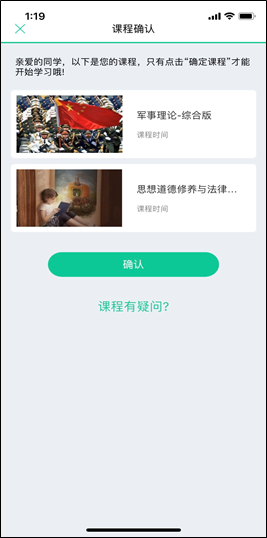 1:19
课程确认
亲爱的同学，以下是您的课程，只有点击“确定课程”才能
开始学习哦!
军事理论-综合版
课程时间
思想道德修养与法律...
课程时间
确认
课程有疑问?